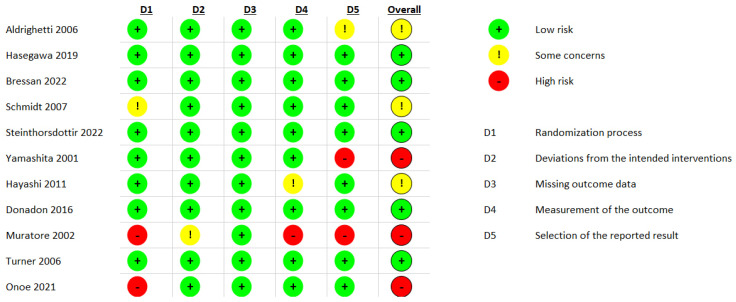 D1 D2 D3 D4 D5 Overall
Aldrighetti 2006 + + + + ! !
Hasegawa 2019 + + + + + +
Bressan 2022 + + + + + +
Schmidt 2007 ! + + + + !
Steinthorsdottir 2022 + + + + + +
Yamashita 2001 + + + + - -
Hayashi 2011 + + + ! + !
Donadon 2016 + + + + + +
Muratore 2002 - ! + - - -
Turner 2006 + + + + + +
Onoe 2021 - + + + + -
+ Low risk
! Some concerns
- High risk
D1 Randomization process
D2 Deviations from the intended interventions
D3 Missing outcome data
D4 Measurement of the outcome
D5 Selection of the reported result